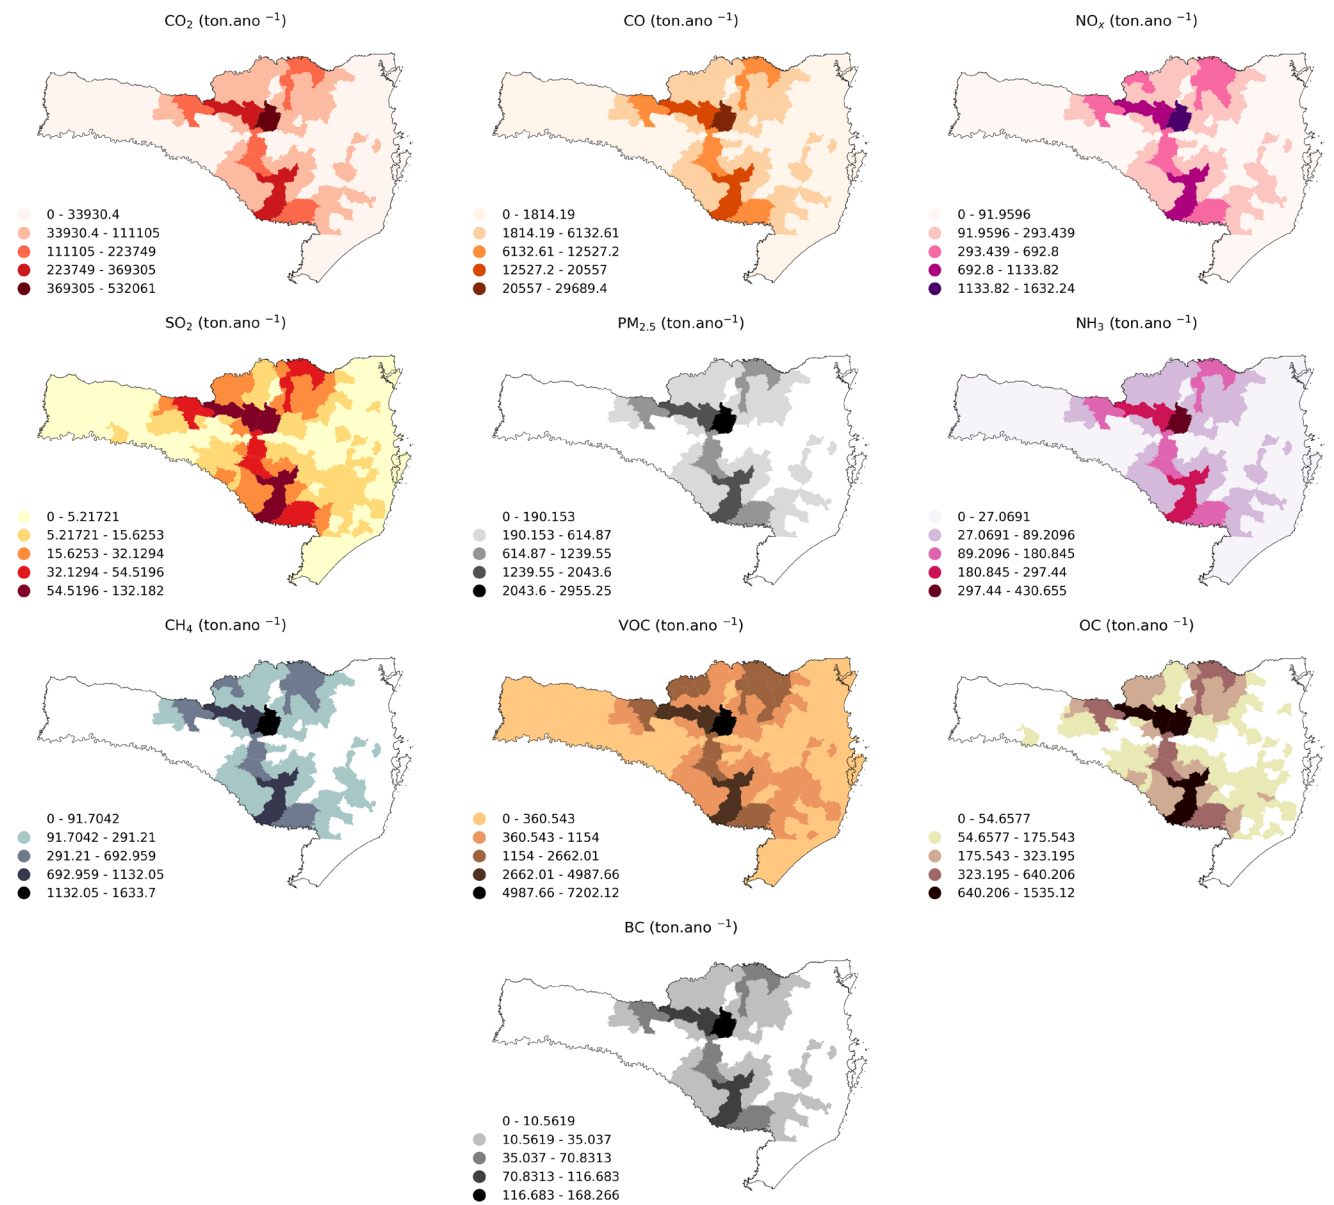 CO₂ (ton.ano ⁻¹)
0 - 33930.4
33930.4 - 111105
111105 - 223749
223749 - 369305
369305 - 532061
CO (ton.ano ⁻¹)
0 - 1814.19
1814.19 - 6132.61
6132.61 - 12527.2
12527.2 - 20557
20557 - 29689.4
NOₓ (ton.ano ⁻¹)
0 - 91.9596
91.9596 - 293.439
293.439 - 692.8
692.8 - 1133.82
1133.82 - 1632.24
SO₂ (ton.ano ⁻¹)
0 - 5.21721
5.21721 - 15.6253
15.6253 - 32.1294
32.1294 - 54.5196
54.5196 - 132.182
PM₂.₅ (ton.ano⁻¹)
0 - 190.153
190.153 - 614.87
614.87 - 1239.55
1239.55 - 2043.6
2043.6 - 2955.25
NH₃ (ton.ano ⁻¹)
0 - 27.0691
27.0691 - 89.2096
89.2096 - 180.845
180.845 - 297.44
297.44 - 430.655
CH₄ (ton.ano ⁻¹)
0 - 91.7042
91.7042 - 291.21
291.21 - 692.959
692.959 - 1132.05
1132.05 - 1633.7
VOC (ton.ano ⁻¹)
0 - 360.543
360.543 - 1154
1154 - 2662.01
2662.01 - 4987.66
4987.66 - 7202.12
OC (ton.ano ⁻¹)
0 - 54.6577
54.6577 - 175.543
175.543 - 323.195
323.195 - 640.206
640.206 - 1535.12
BC (ton.ano ⁻¹)
0 - 10.5619
10.5619 - 35.037
35.037 - 70.8313
70.8313 - 116.683
116.683 - 168.266